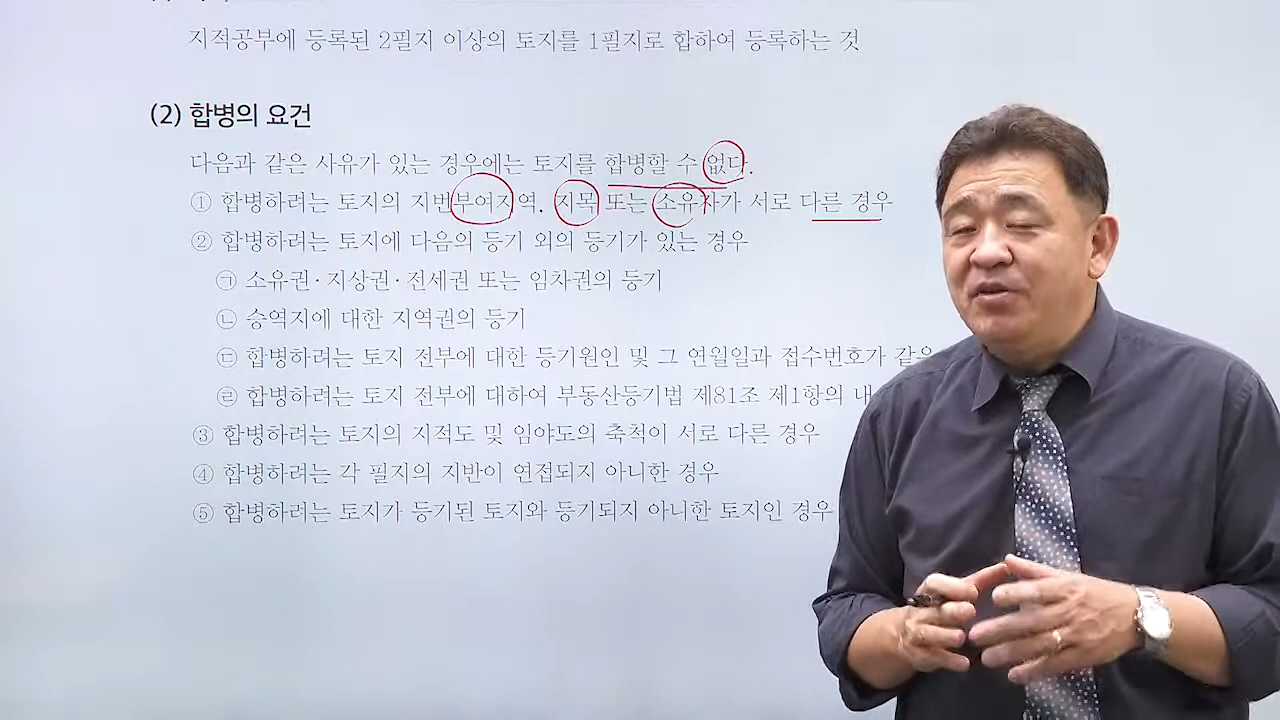 지적공부에 등록된 2필지 이상의 토지를 1필지로 합하여 등록하는 것
(2) 합병의 요건
다음과 같은 사유가 있는 경우에는 토지를 합병할 수 없다.
① 합병하려는 토지의 지번부여지역, 지목 또는 소유자가 서로 다른 경우
② 합병하려는 토지에 다음의 등기 외의 등기가 있는 경우
㉠ 소유권·지상권 전세권 또는 임차권의 등기
㉡ 승역지에 대한 지역권의 등기
㉢ 합병하려는 토지 전부에 대한 등기원인 및 그 연월일과 접수번호가 같은
㉣ 합병하려는 토지 전부에 대하여 부동산등기법 제81조 제1항의 내
③ 합병하려는 토지의 지적도 및 임야도의 축척이 서로 다른 경우
④ 합병하려는 각 필지의 지반이 연접되지 아니한 경우
⑤ 합병하려는 토지가 등기된 토지와 등기되지 아니한 토지인 경우